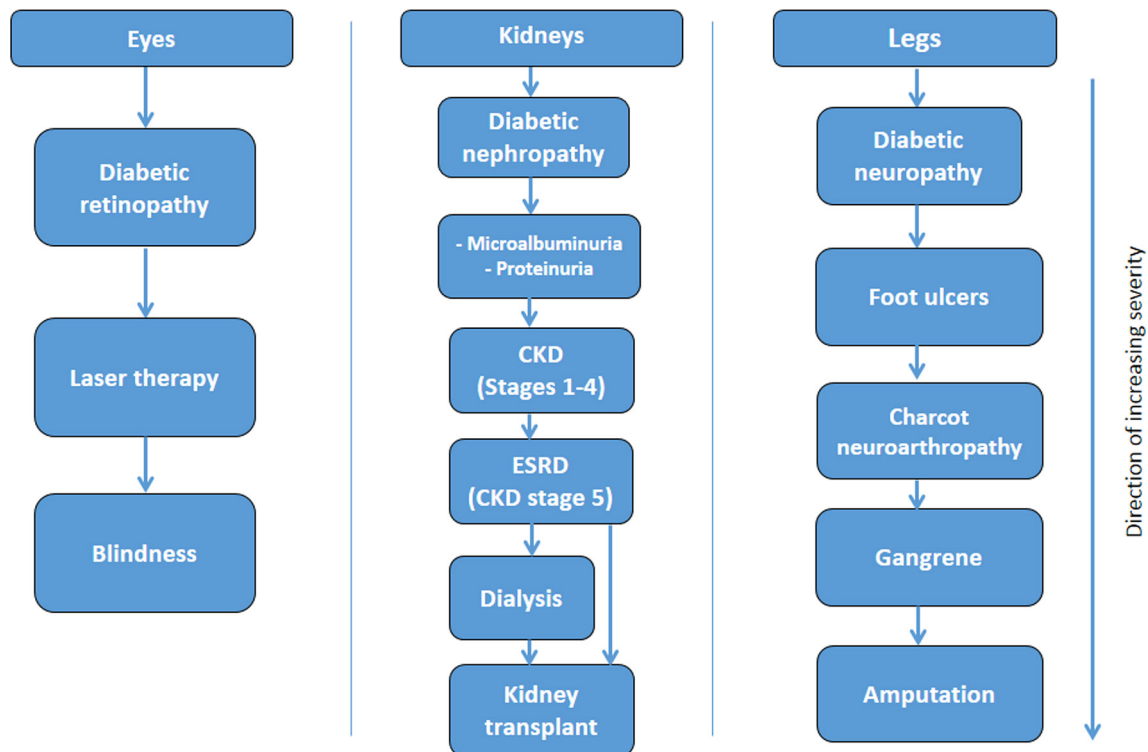 Eyes
Diabetic
retinopathy
Laser therapy
Blindness
Kidneys
Diabetic
nephropathy
- Microalbuminuria
- Proteinuria
CKD
(Stages 1-4)
ESRD
(CKD stage 5)
Dialysis
Kidney
transplant
Legs
Diabetic
neuropathy
Foot ulcers
Charcot
neuroarthropathy
Gangrene
Amputation
Direction of increasing severity